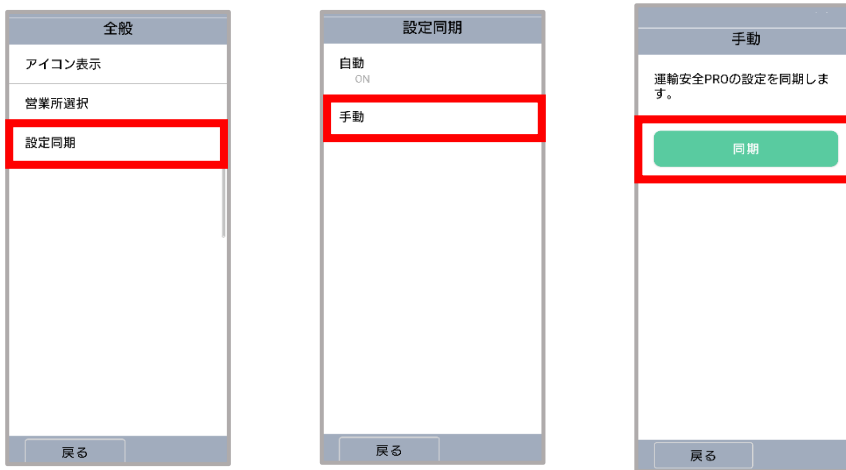 全般
アイコン表示
営業所選択
設定同期
戻る
設定同期
自動
ON
手動
戻る
手動
運輸安全PROの設定を同期しま
す。
同期
戻る